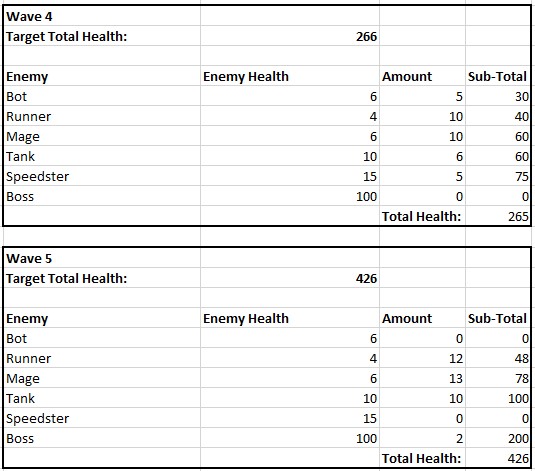 Wave 4
Target Total Health: 266
Enemy Enemy Health Amount Sub-Total
Bot 6 5 30
Runner 4 10 40
Mage 6 10 60
Tank 10 6 60
Speedster 15 5 75
Boss 100 0 0
Total Health: 265
Wave 5
Target Total Health: 426
Enemy Enemy Health Amount Sub-Total
Bot 6 0 0
Runner 4 12 48
Mage 6 13 78
Tank 10 10 100
Speedster 15 0 0
Boss 100 2 200
Total Health: 426